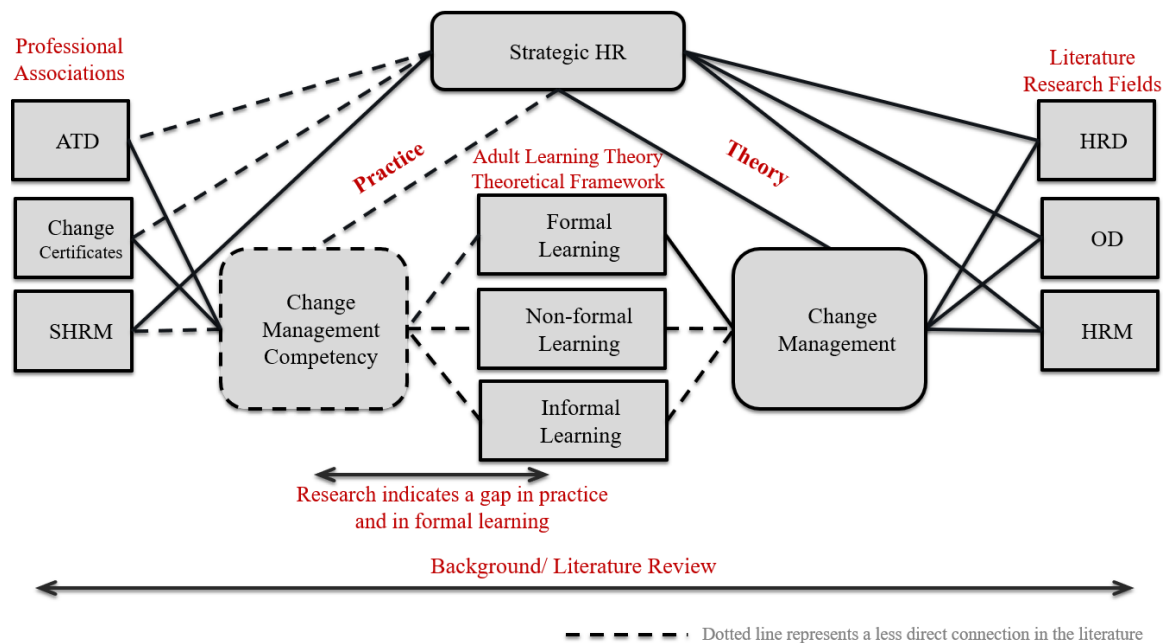 Professional
Associations
ATD
Change
Certificates
SHRM
Strategic HR
Practice
Theory
Adult Learning Theory
Theoretical Framework
Formal
Learning
Non-formal
Learning
Informal
Learning
Change
Management
Competency
Change
Management
Literature
Research Fields
HRD
OD
HRM
Research indicates a gap in practice
and in formal learning
Background/ Literature Review
Dotted line represents a less direct connection in the literature